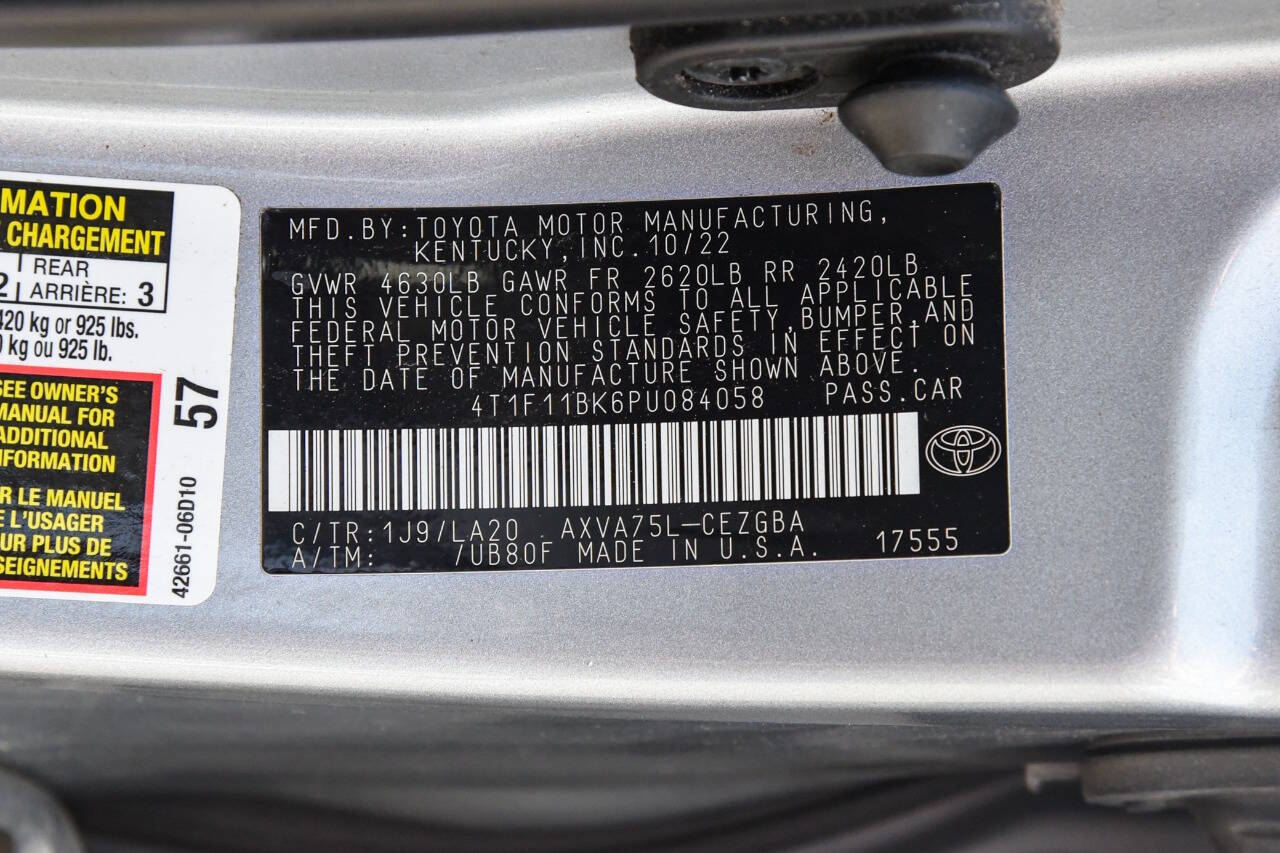 MATION
CHARGEMENT
2 REAR
ARRIÈRE: 3
420 kg or 925 lbs.
kg ou 925 lb.
SEE OWNER'S
MANUAL FOR
ADDITIONAL
NFORMATION
R LE MANUEL
E L'USAGER
UR PLUS DE
SEIGNEMENTS
57
42661-06D10
MFD.BY:TOYOTA MOTOR MANUFACTURING,
KENTUCKY,INC.10/22
GVWR 4630LB GAWR FR 2620LB RR 2420LB
THIS VEHICLE CONFORMS TO ALL APPLICABLE
FEDERAL MOTOR VEHICLE SAFETY,BUMPER,AND
THEFT PREVENTION STANDARDS IN EFFECT ON
THE DATE OF MANUFACTURE SHOWN ABOVE.
4T1F11BK6PU084058 PASS.CAR
C/TR:1J9/LA20 AXVA75L-CEZGBA
A/TM: /UB80F MADE IN U.S.A. 17555